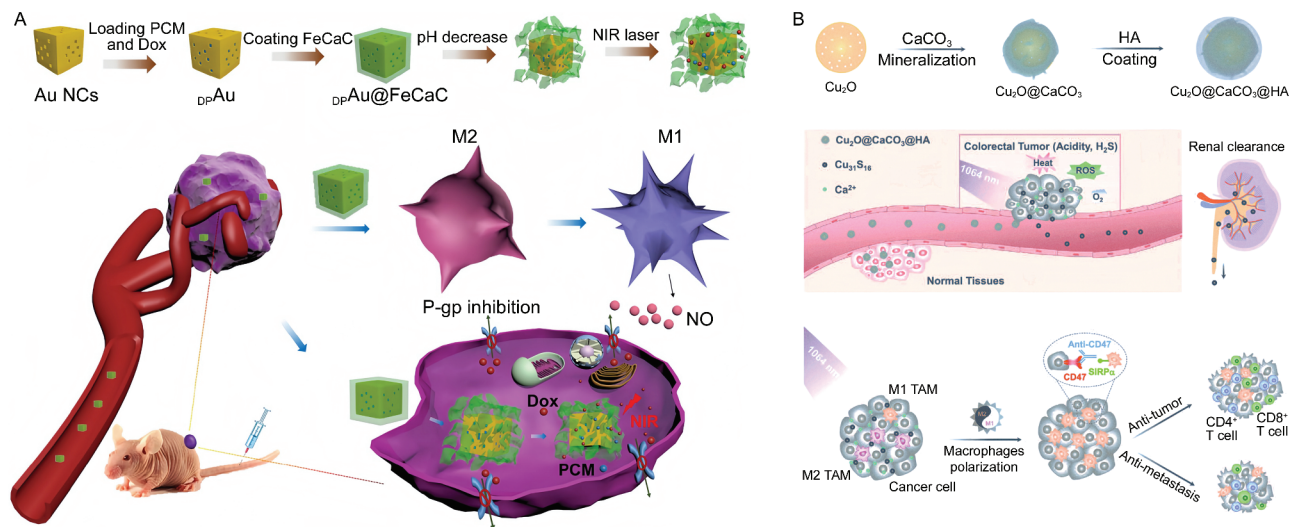 A
Loading PCM
and Dox
Coating FeCaC
pH decrease
NIR laser
Au NCs
DPAu
DPAu@FeCaC
M2
M1
P-gp inhibition
NO
Dox
NIR
PCM
B
CaCO3
Mineralization
HA
Coating
Cu2O
Cu2O@CaCO3
Cu2O@CaCO3@HA
Cu2O@CaCO3@HA
Cu31S16
Ca2+
Colorectal Tumor (Acidity, H2S)
1064 nm
Heat
ROS
O2
Normal Tissues
Renal clearance
1064 nm
M1 TAM
M2 TAM
Cancer cell
M2
M1
Macrophages
polarization
Anti-CD47
SIRPα
CD47
Anti-tumor
Anti-metastasis
CD4+
T cell
CD8+
T cell